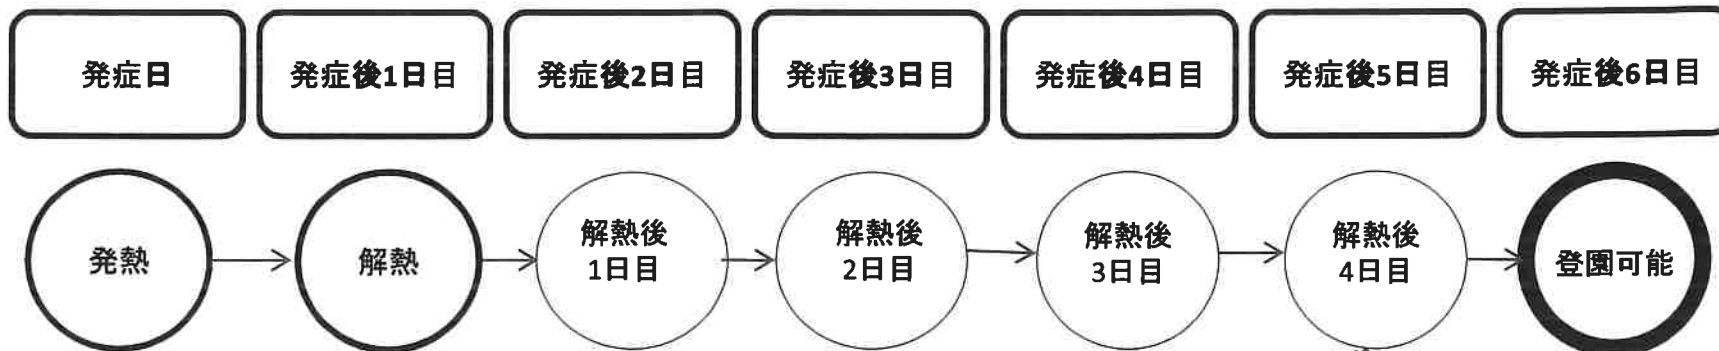 発症日
発症後1日目
発症後2日目
発症後3日目
発症後4日目
発症後5日目
発症後6日目
発熱
解熱
解熱後
1日目
解熱後
2日目
解熱後
3日目
解熱後
4日目
登園可能